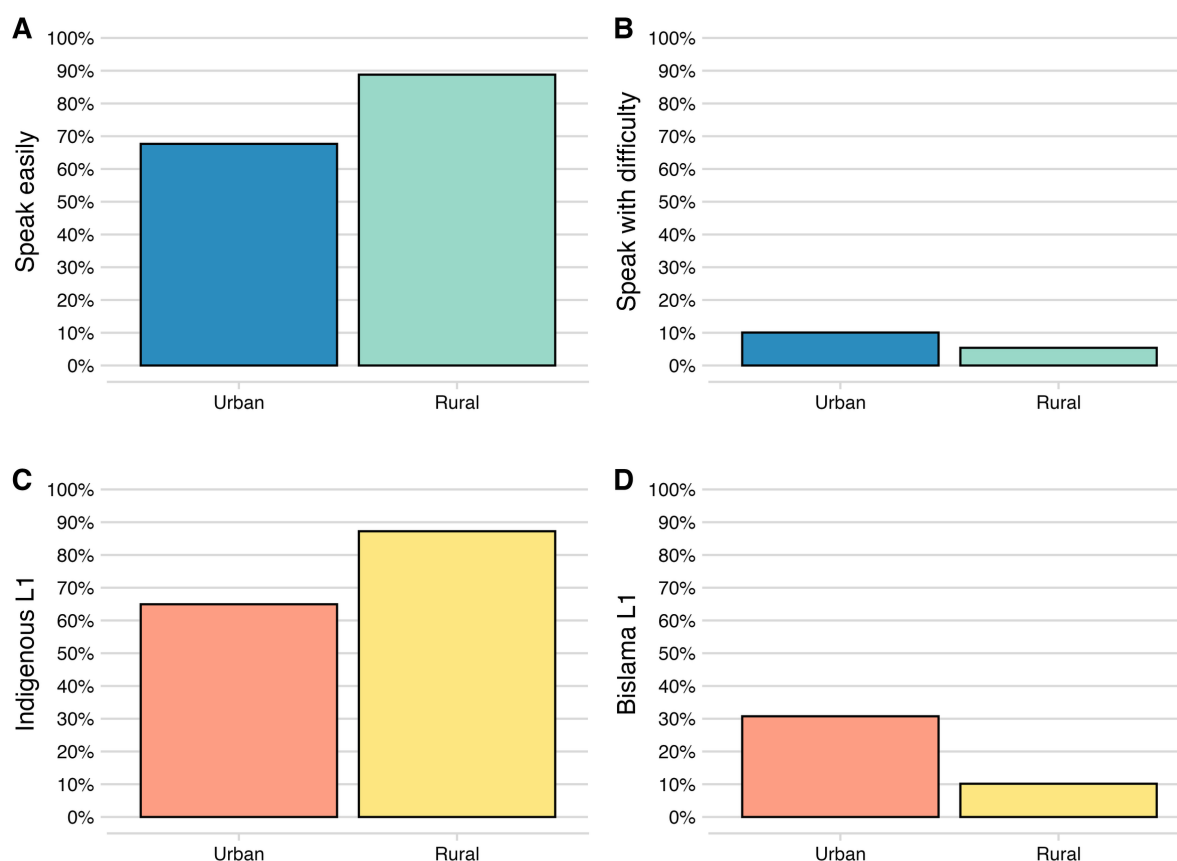 A
Speak easily
100%
90%
80%
70%
60%
50%
40%
30%
20%
10%
0%
Urban
Rural
B
Speak with difficulty
100%
90%
80%
70%
60%
50%
40%
30%
20%
10%
0%
Urban
Rural
C
Indigenous L1
100%
90%
80%
70%
60%
50%
40%
30%
20%
10%
0%
Urban
Rural
D
Bislama L1
100%
90%
80%
70%
60%
50%
40%
30%
20%
10%
0%
Urban
Rural